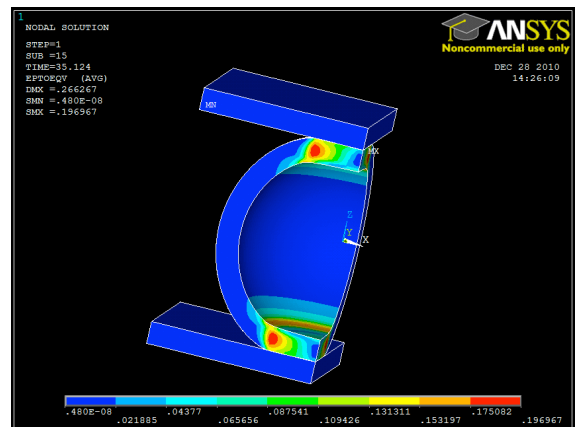 1
NODAL SOLUTION
STEP=1
SUB =15
TIME=35.124
EPTOEQV (AVG)
DMX =.266267
SMN =.480E-08
SMX =.196967
ANSYS
Noncommercial use only
DEC 28 2010
14:26:09
MN
MX
Z
Y
X
.480E-08 .04377 .087541 .131311 .175082
.021885 .065656 .109426 .153197 .196967